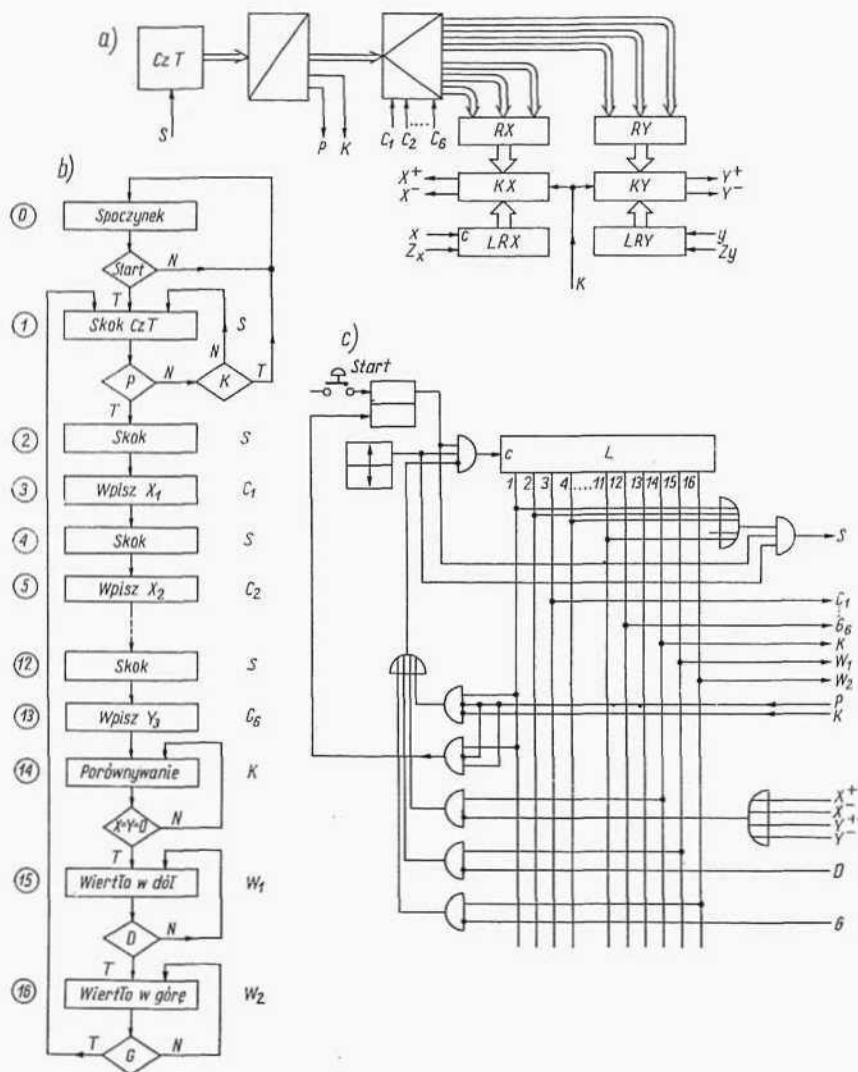 a)
Cz T
S
P K
C₁ C₂ ..... C₆
RX
RY
X⁺
X⁻
KX
KY
Y⁺
Y⁻
x
Zx
c
LRX
LRY
y
Zy
K
b)
0
Spoczynek
Start
N
T
1
Skok CzT
S
N
P
N
K
T
T
2
Skok
S
3
Wpisz X₁
C₁
4
Skok
S
5
Wpisz X₂
C₂
12
Skok
S
13
Wpisz Y₃
C₆
14
Porównywanie
K
X=Y=0
N
T
15
Wiertło w dół
W₁
D
N
T
16
Wiertło w górę
W₂
T
G
N
c)
Start
c
L
1 2 3 4 ..... 11 12 13 14 15 16
S
C₁
K
W₁
W₂
P
K
X⁺
X⁻
Y⁺
Y⁻
D
G